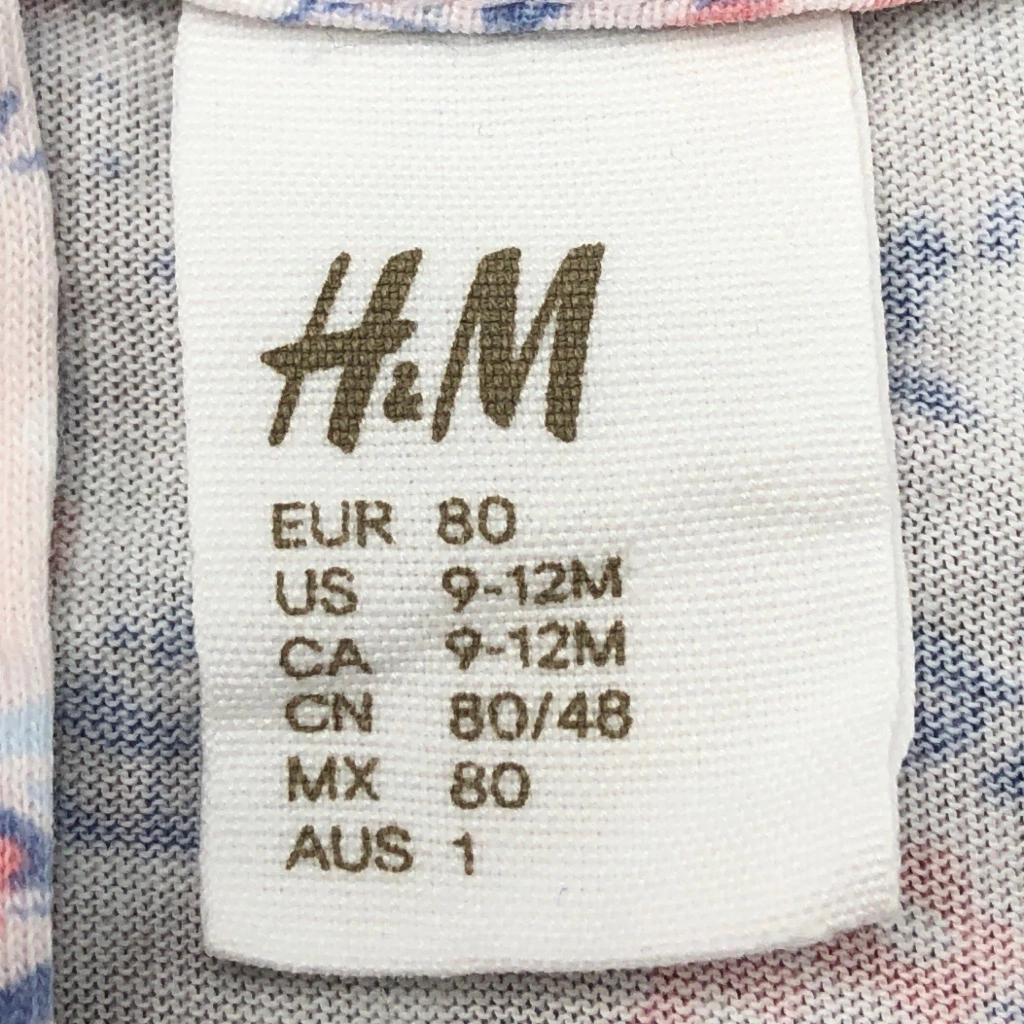 H&M
EUR 80
US 9-12M
CA 9-12M
CN 80/48
MX 80
AUS 1